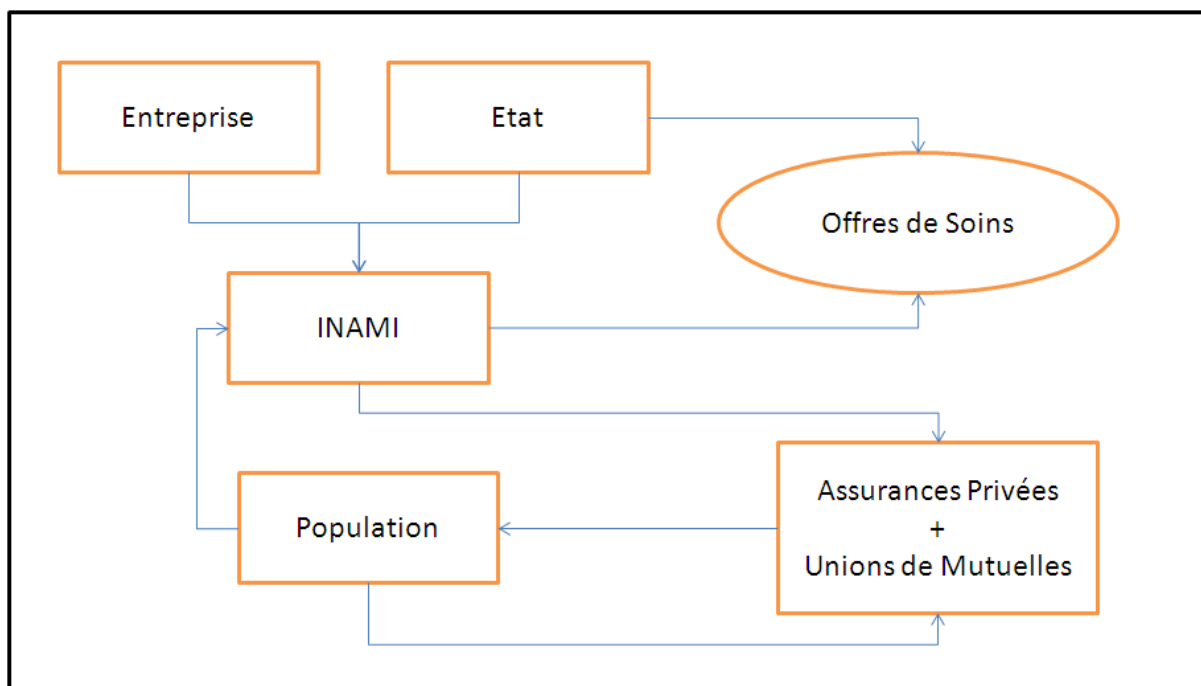 Entreprise
Etat
Offres de Soins
INAMI
Assurances Privées
+
Unions de Mutuelles
Population